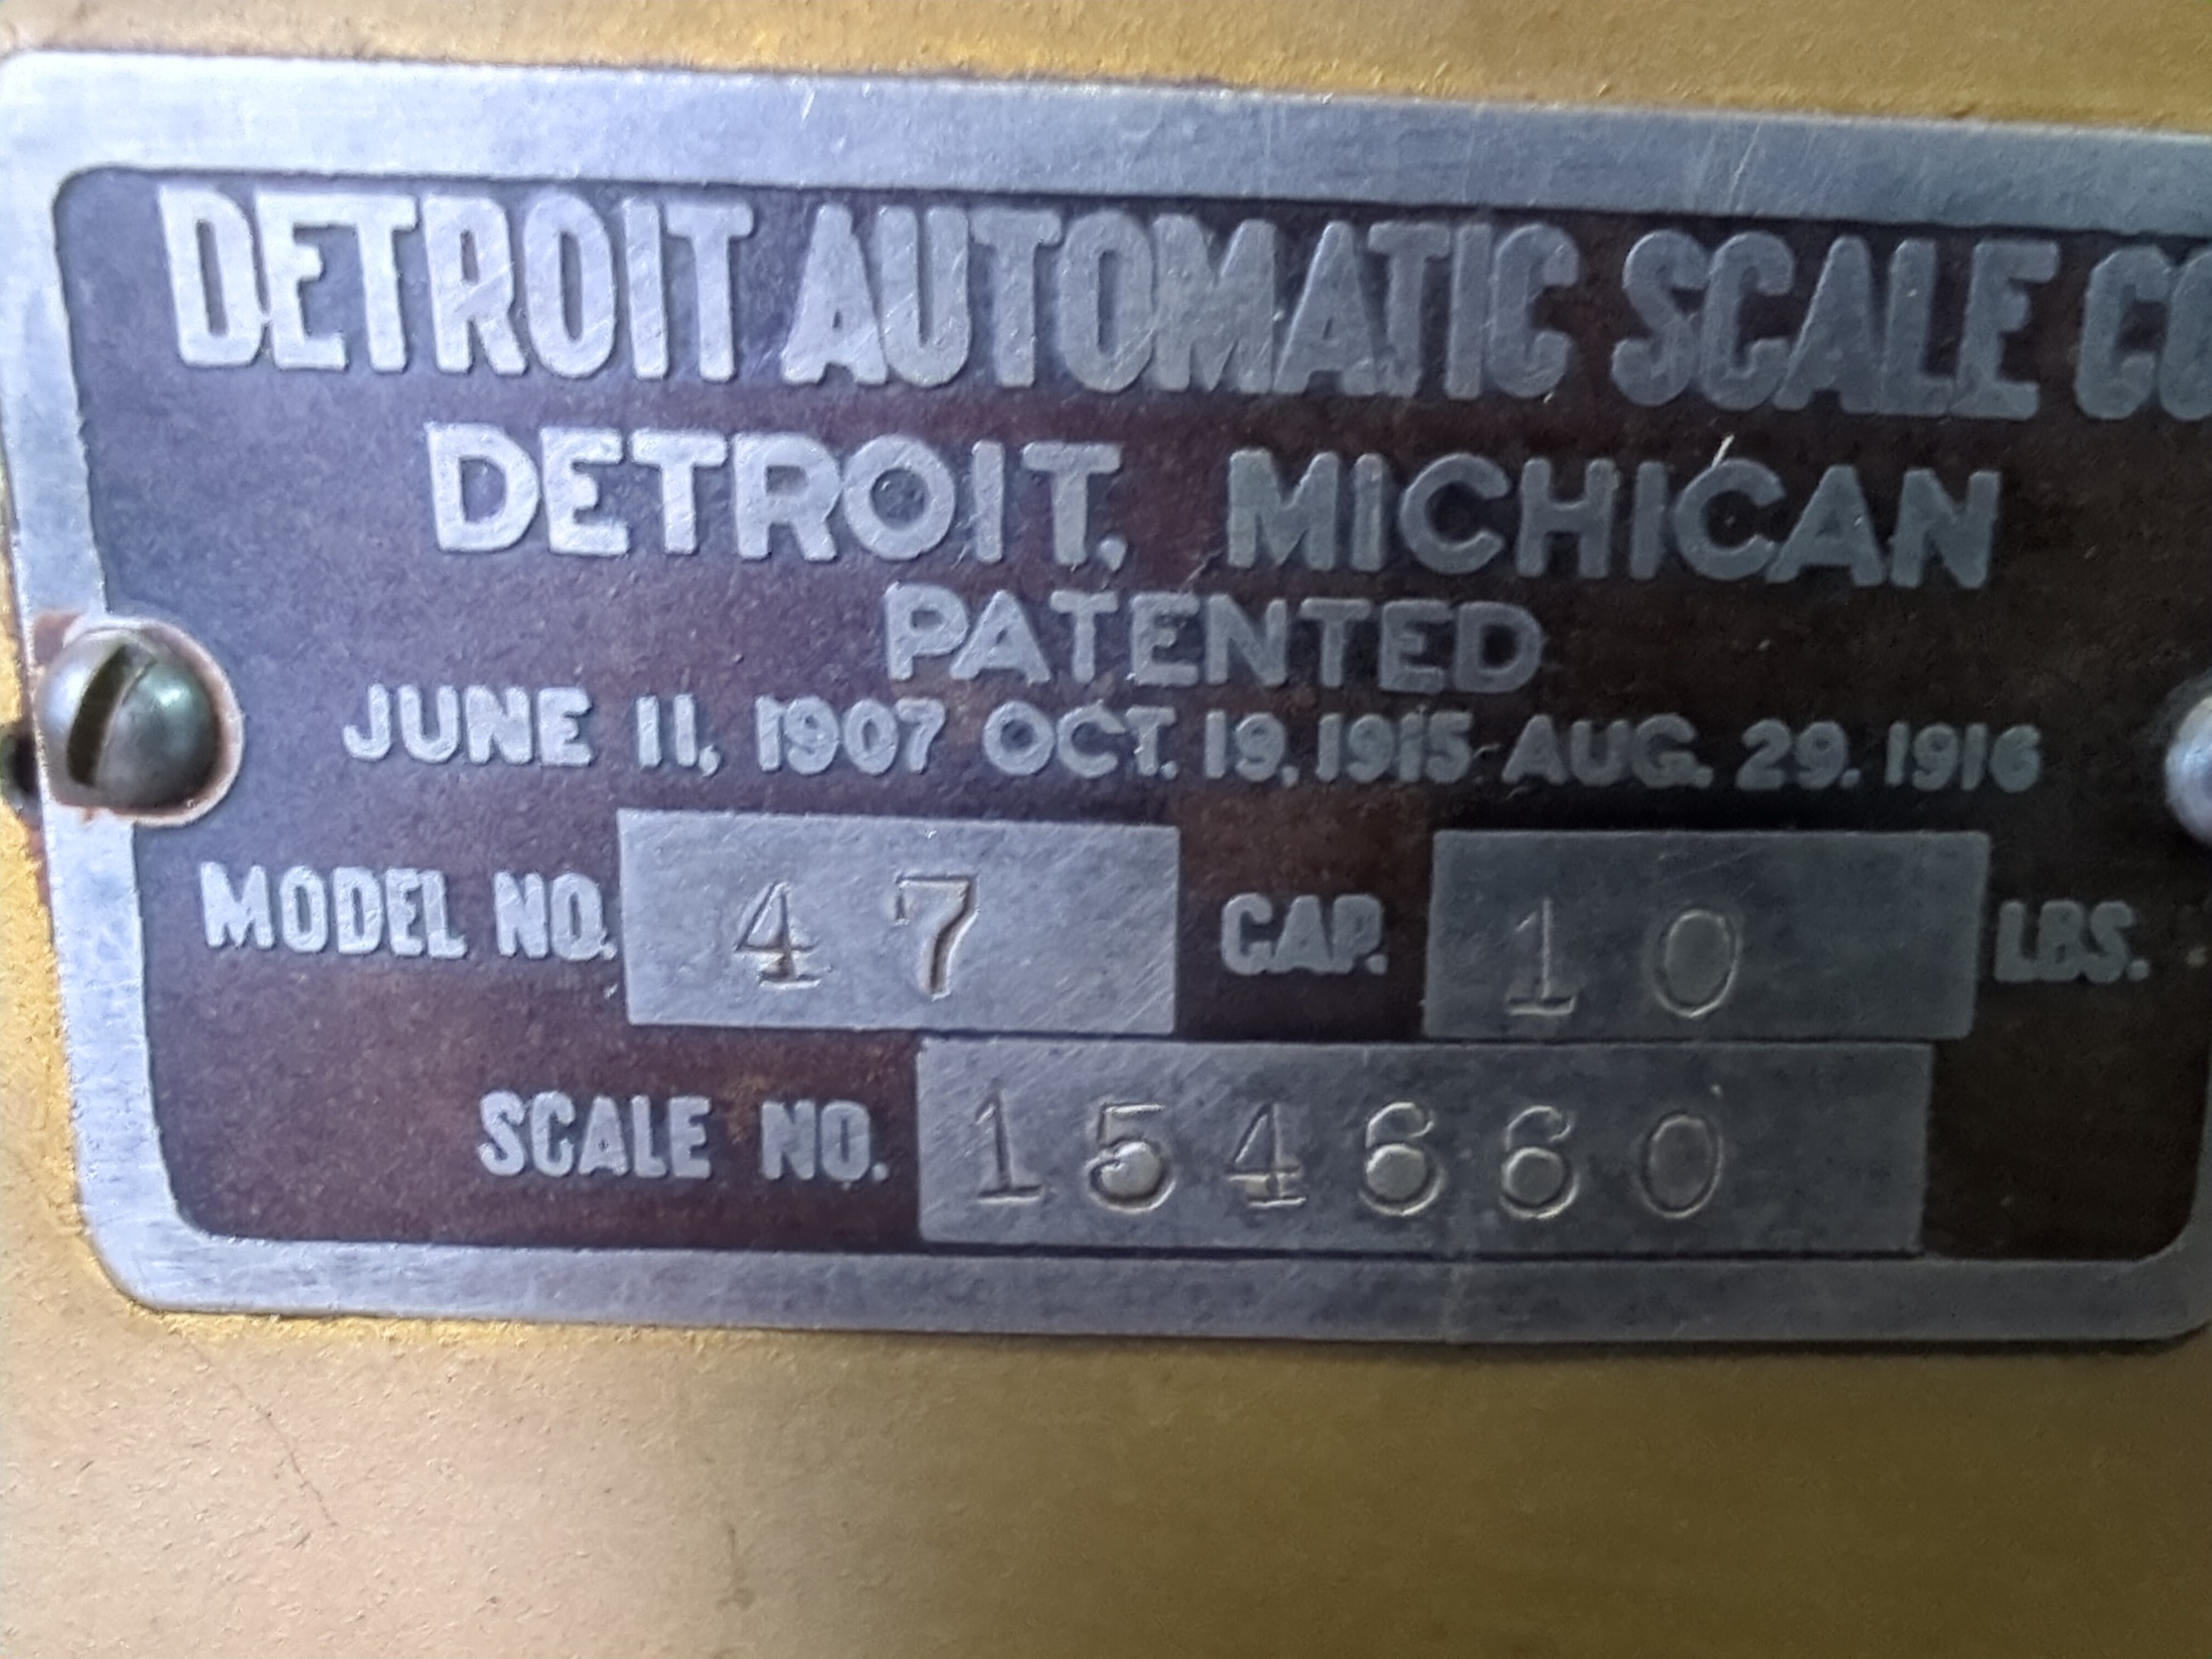 DETROIT AUTOMATIC SCALE CO
DETROIT, MICHICAN
PATENTED
JUNE 11, 1907 OCT. 19, 1915 AUG. 29. 1916
MODEL NO. 47 CAP. 10 LBS.
SCALE NO. 154660